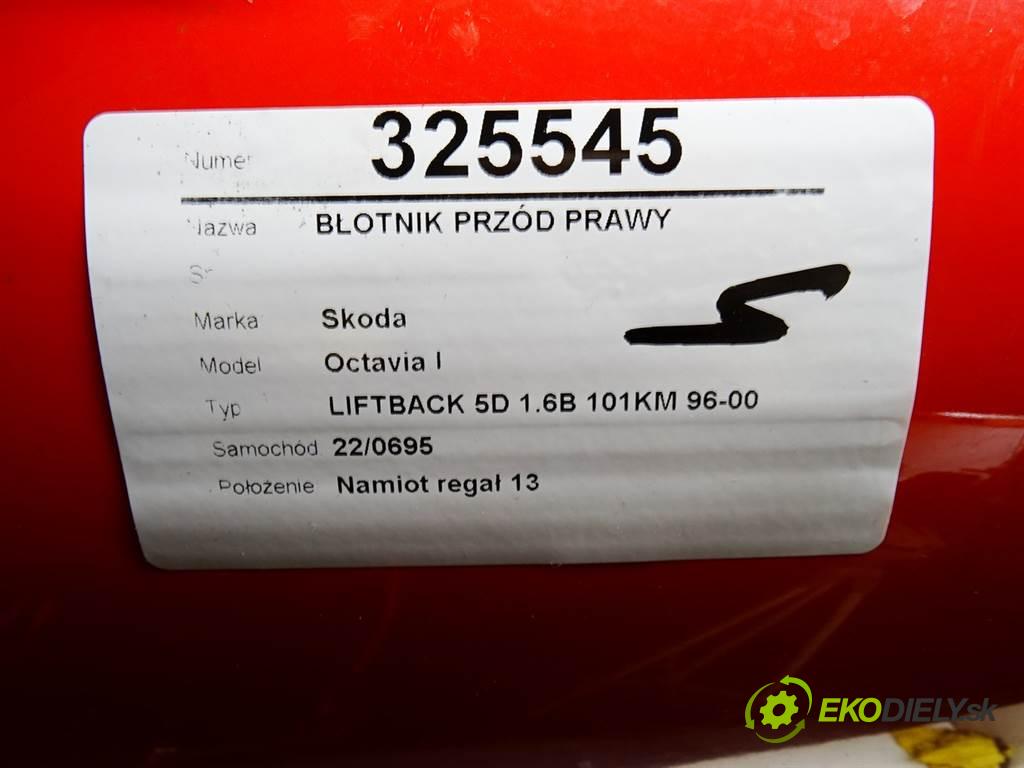 Numer 325545
Nazwa BŁOTNIK PRZÓD PRAWY
Marka Skoda
Model Octavia I
Typ LIFTBACK 5D 1.6B 101KM 96-00
Samochód 22/0695
Położenie Namiot regał 13
EKODIELY.sk